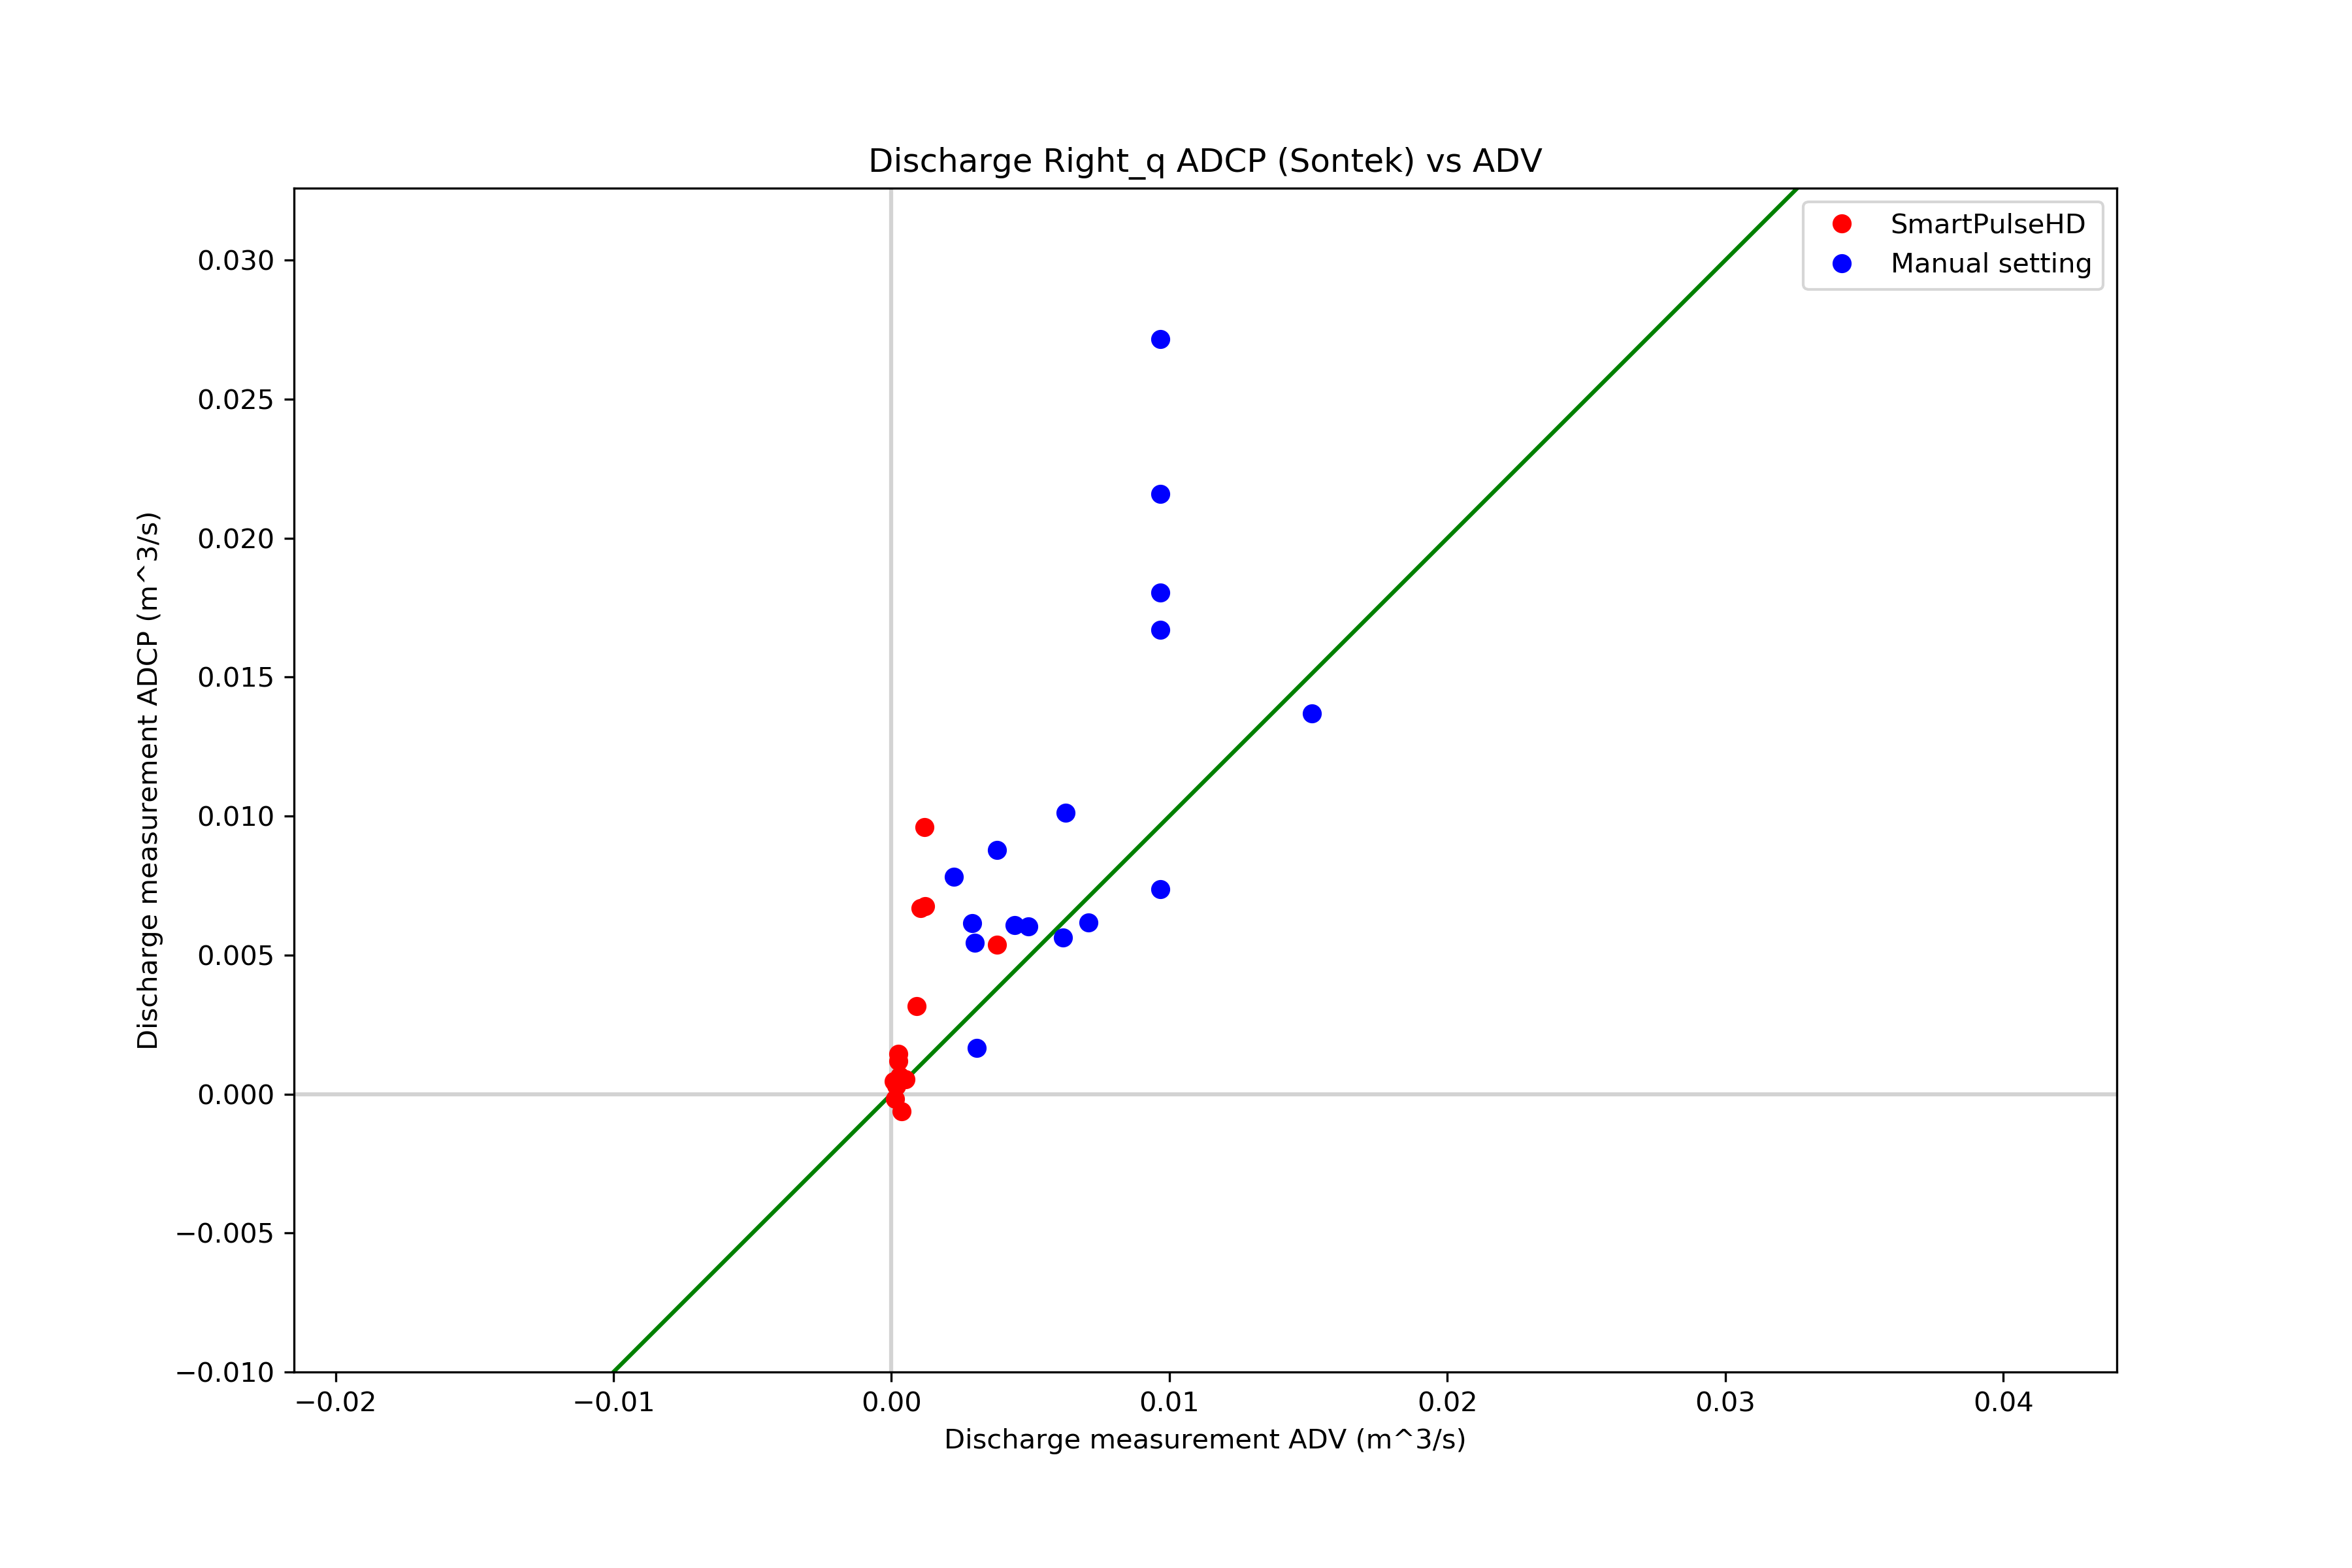 Discharge Right_q ADCP (Sontek) vs ADV
SmartPulseHD
Manual setting
Discharge measurement ADCP (m^3/s)
0.030
0.025
0.020
0.015
0.010
0.005
0.000
−0.005
−0.010
−0.02 −0.01 0.00 0.01 0.02 0.03 0.04
Discharge measurement ADV (m^3/s)